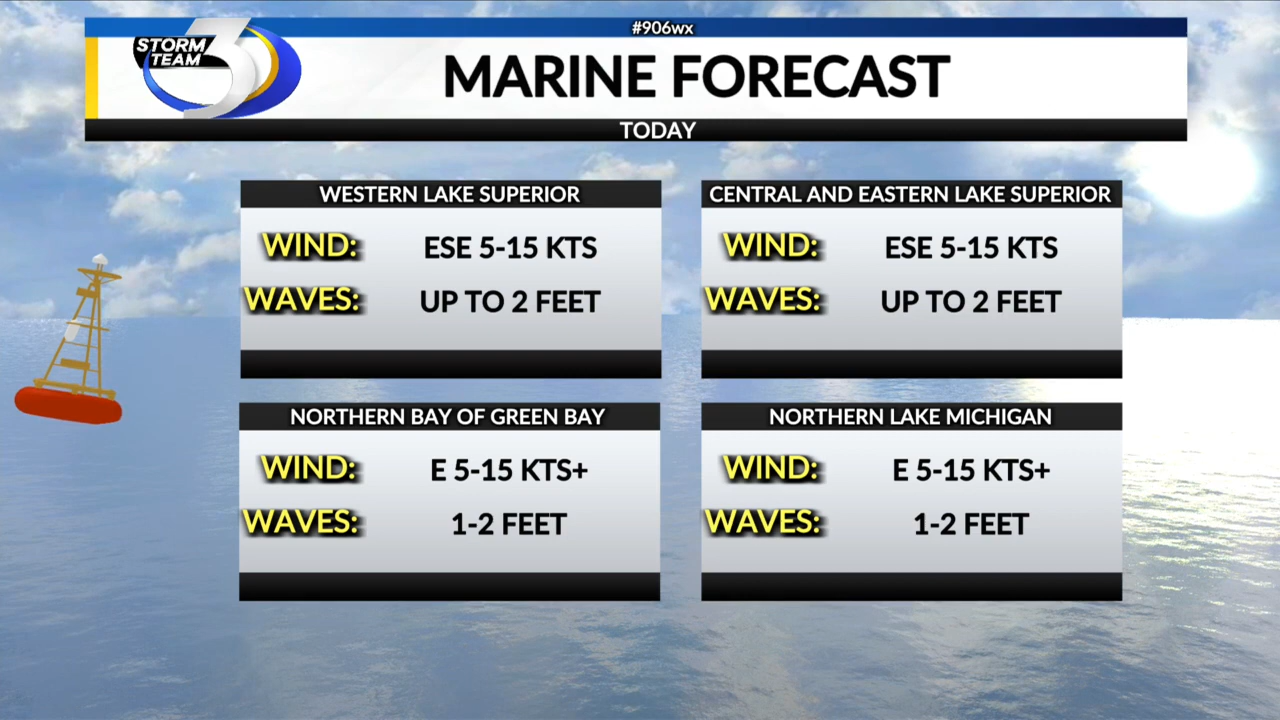 #906wx
STORM
TEAM
3
MARINE FORECAST
TODAY
WESTERN LAKE SUPERIOR
WIND: ESE 5-15 KTS
WAVES: UP TO 2 FEET
CENTRAL AND EASTERN LAKE SUPERIOR
WIND: ESE 5-15 KTS
WAVES: UP TO 2 FEET
NORTHERN BAY OF GREEN BAY
WIND: E 5-15 KTS+
WAVES: 1-2 FEET
NORTHERN LAKE MICHIGAN
WIND: E 5-15 KTS+
WAVES: 1-2 FEET